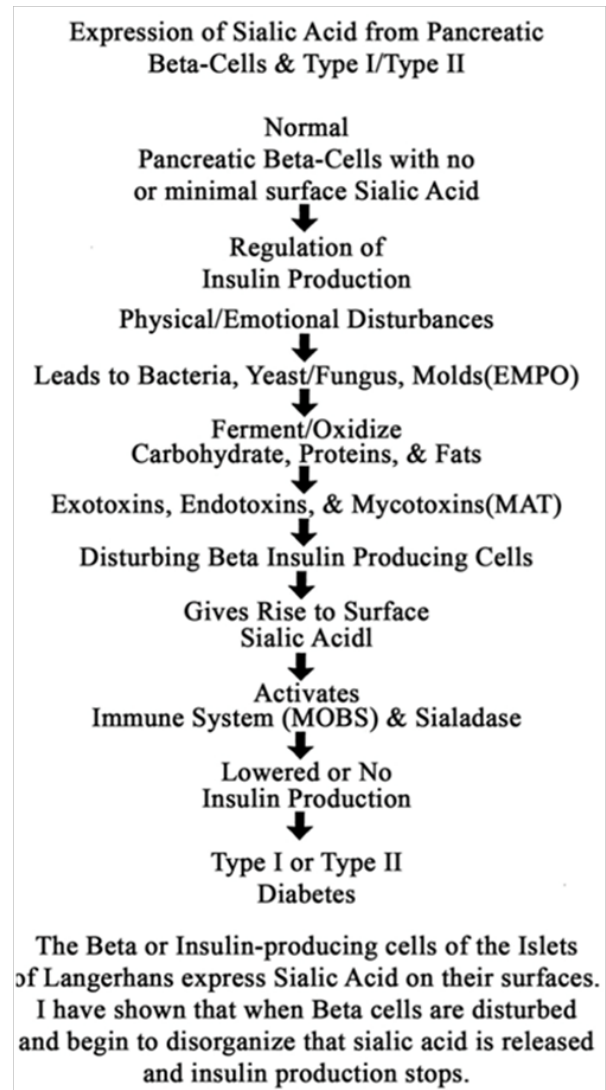 Expression of Sialic Acid from Pancreatic
Beta-Cells & Type I/Type II
Normal
Pancreatic Beta-Cells with no
or minimal surface Sialic Acid
Regulation of
Insulin Production
Physical/Emotional Disturbances
Leads to Bacteria, Yeast/Fungus, Molds(EMPO)
Ferment/Oxidize
Carbohydrate, Proteins, & Fats
Exotoxins, Endotoxins, & Mycotoxins(MAT)
Disturbing Beta Insulin Producing Cells
Gives Rise to Surface
Sialic Acidl
Activates
Immune System (MOBS) & Sialadase
Lowered or No
Insulin Production
Type I or Type II
Diabetes
The Beta or Insulin-producing cells of the Islets
of Langerhans express Sialic Acid on their surfaces.
I have shown that when Beta cells are disturbed
and begin to disorganize that sialic acid is released
and insulin production stops.